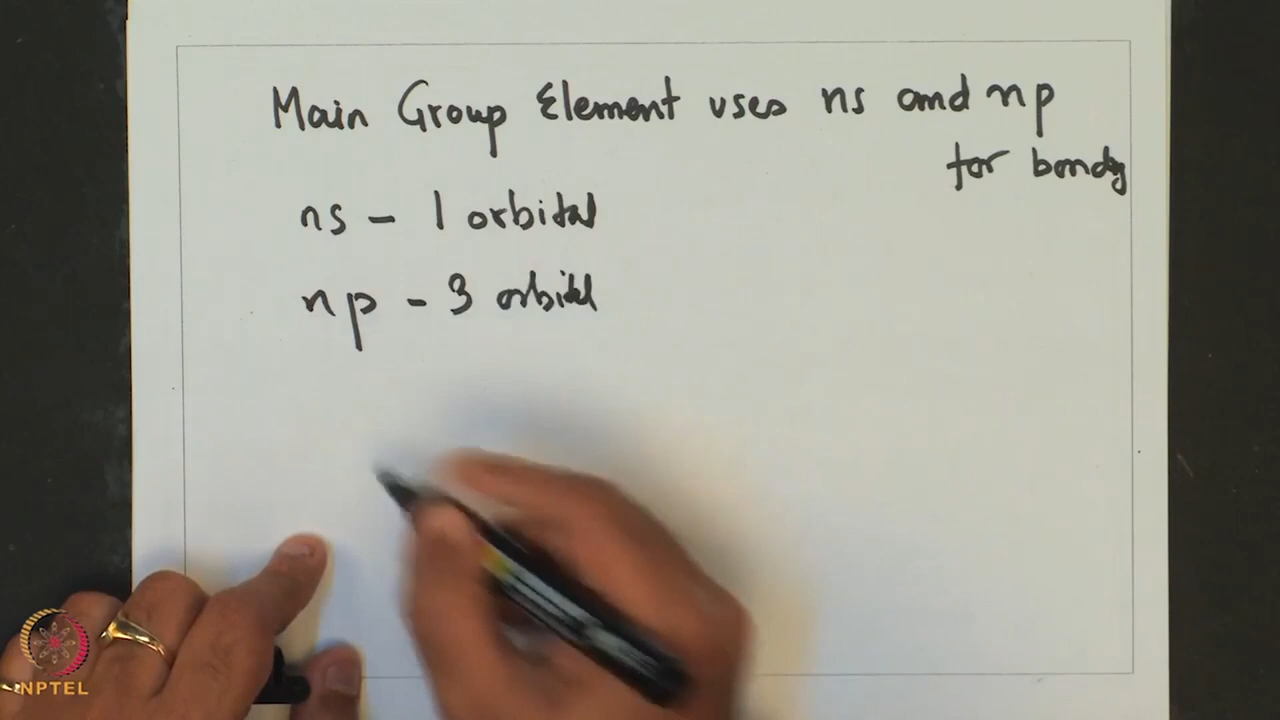 Main Group Element uses ns and np
for bondg
ns - 1 orbital
np - 3 orbital
NPTEL